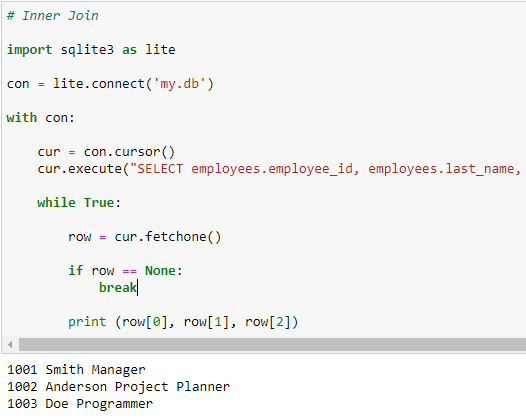 # Inner Join
import sqlite3 as lite
con = lite.connect('my.db')
with con:
    cur = con.cursor()
    cur.execute("SELECT employees.employee_id, employees.last_name,
    while True:
        row = cur.fetchone()
        if row == None:
            break
        print (row[0], row[1], row[2])
1001 Smith Manager
1002 Anderson Project Planner
1003 Doe Programmer